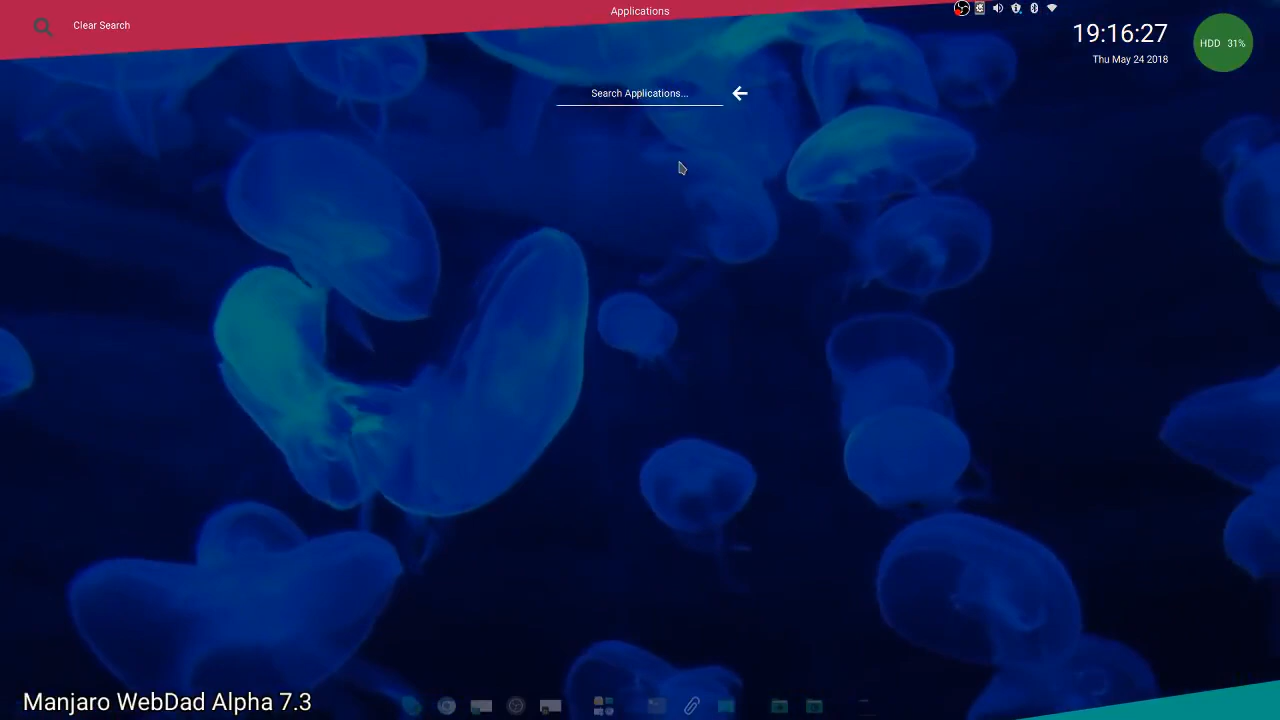 Applications
Clear Search
19:16:27
HDD 31%
Thu May 24 2018
Search Applications...
Manjaro WebDad Alpha 7.3